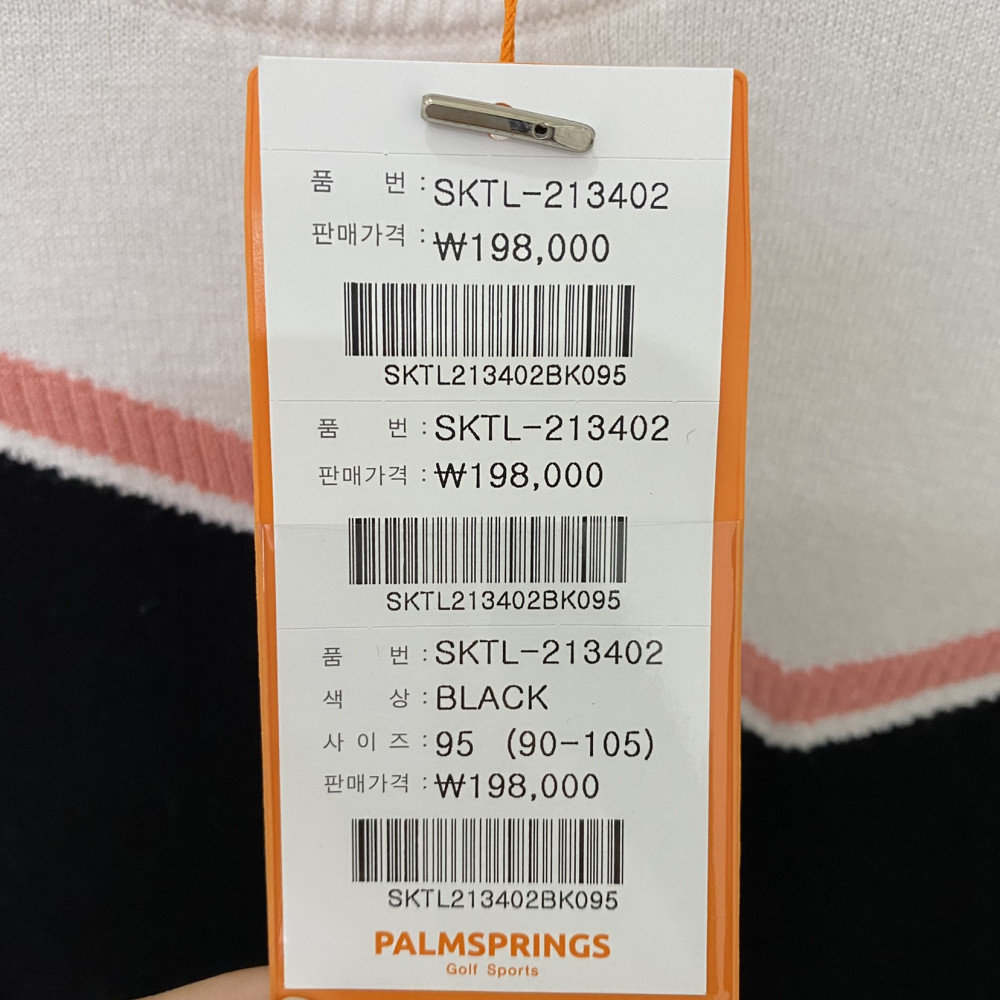 품 번 : SKTL-213402
판매가격 : ₩198,000
SKTL213402BK095
품 번 : SKTL-213402
판매가격 : ₩198,000
SKTL213402BK095
품 번 : SKTL-213402
색 상 : BLACK
사 이 즈 : 95 (90-105)
판매가격 : ₩198,000
SKTL213402BK095
PALMSPRINGS
Golf Sports